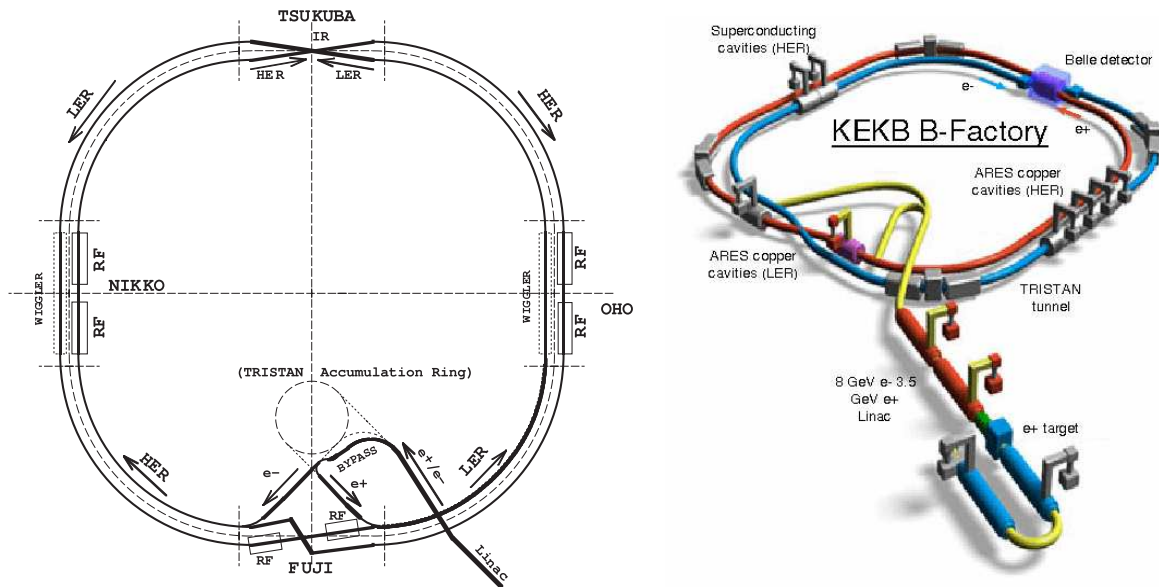 TSUKUBA
IR
HER
LER
LER
HER
WIGGLER
RF
RF
NIKKO
WIGGLER
RF
RF
OHO
(TRISTAN Accumulation Ring)
HER
e-
BYPASS
e+
e+/e-
LER
RF
RF
FUJI
Linac
Superconducting
cavities (HER)
Belle detector
e-
e+
KEKB B-Factory
ARES copper
cavities (HER)
ARES copper
cavities (LER)
TRISTAN
tunnel
8 GeV e- 3.5
GeV e+
Linac
e+ target